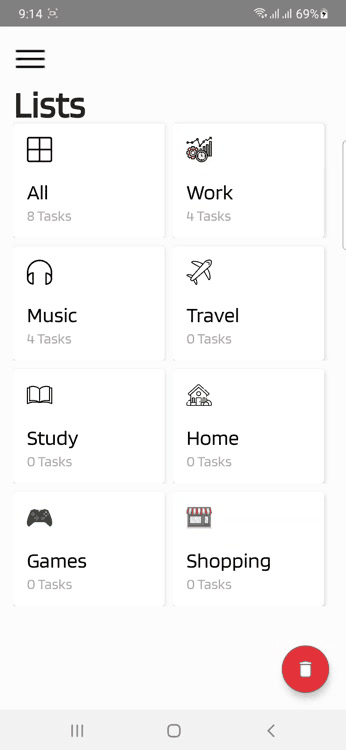 9:14 69%
Lists
All
8 Tasks
Work
4 Tasks
Music
4 Tasks
Travel
0 Tasks
Study
0 Tasks
Home
0 Tasks
Games
0 Tasks
Shopping
0 Tasks